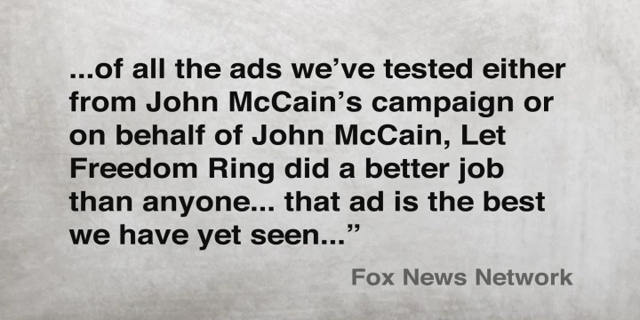 ...of all the ads we’ve tested either
from John McCain’s campaign or
on behalf of John McCain, Let
Freedom Ring did a better job
than anyone... that ad is the best
we have yet seen...”
Fox News Network